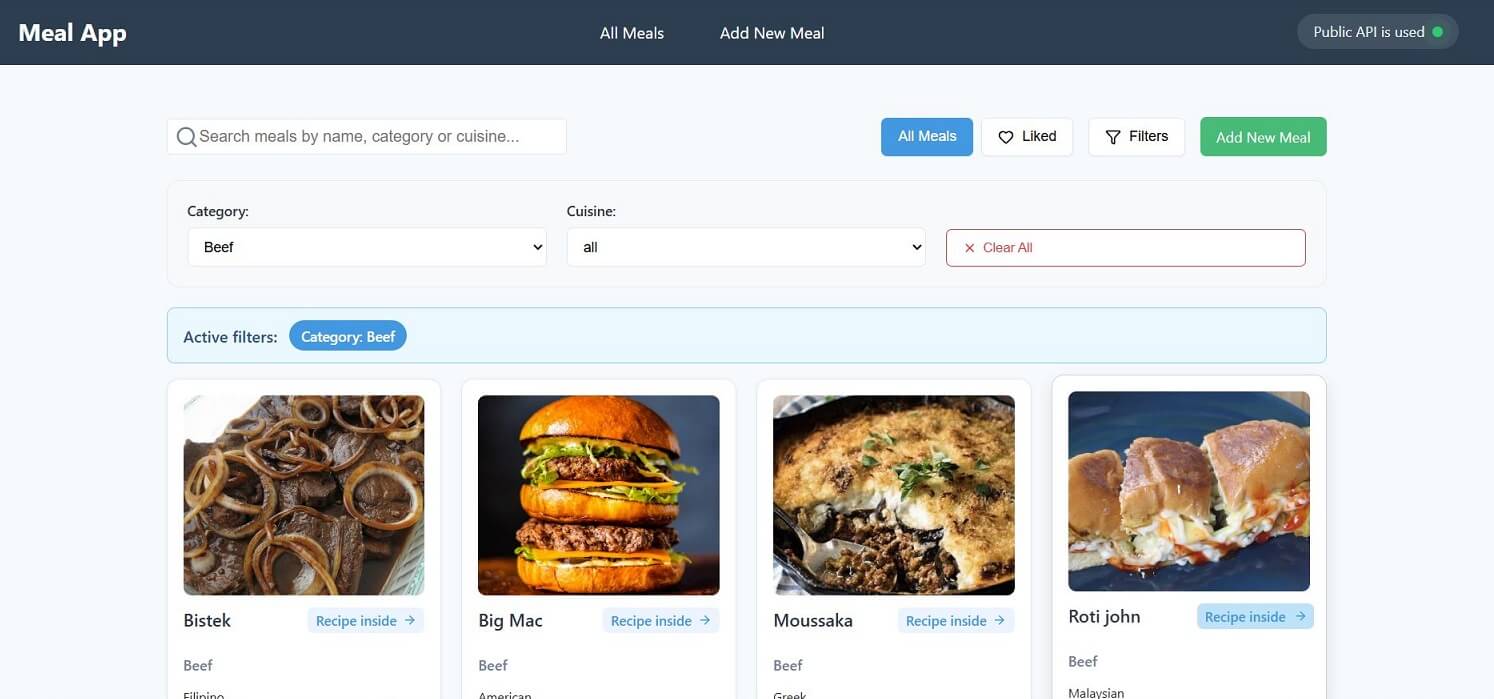 Meal App
All Meals
Add New Meal
Public API is used
Search meals by name, category or cuisine...
All Meals
Liked
Filters
Add New Meal
Category:
Cuisine:
Beef
all
Clear All
Active filters:
Category: Beef
Bistek
Recipe inside →
Beef
Filipino
Big Mac
Recipe inside →
Beef
American
Moussaka
Recipe inside →
Beef
Greek
Roti john
Recipe inside →
Beef
Malaysian